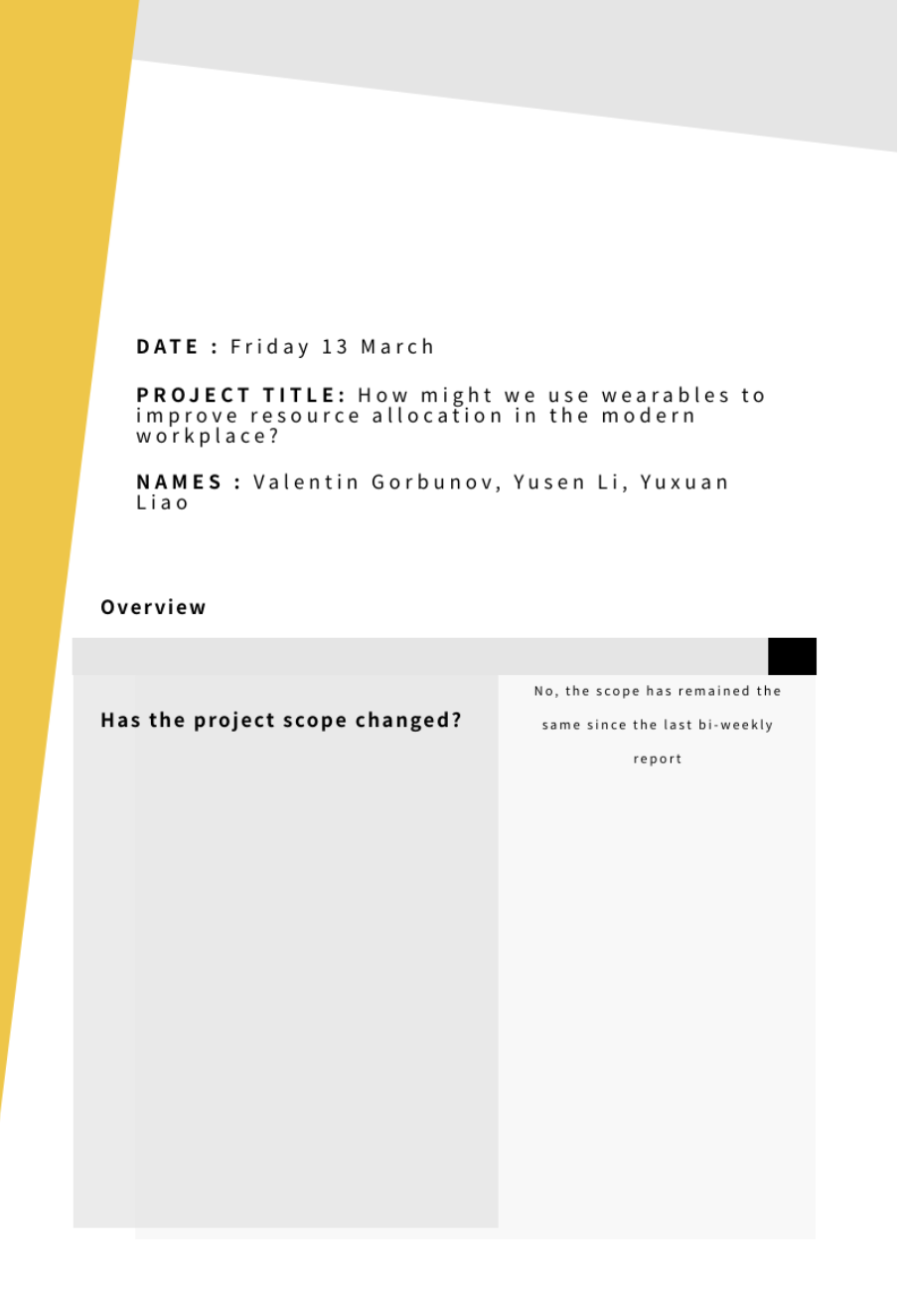 DATE : Friday 13 March
PROJECT TITLE: How might we use wearables to
improve resource allocation in the modern
workplace?
NAMES : Valentin Gorbunov, Yusen Li, Yuxuan
Liao
Overview
Has the project scope changed?
No, the scope has remained the
same since the last bi-weekly
report